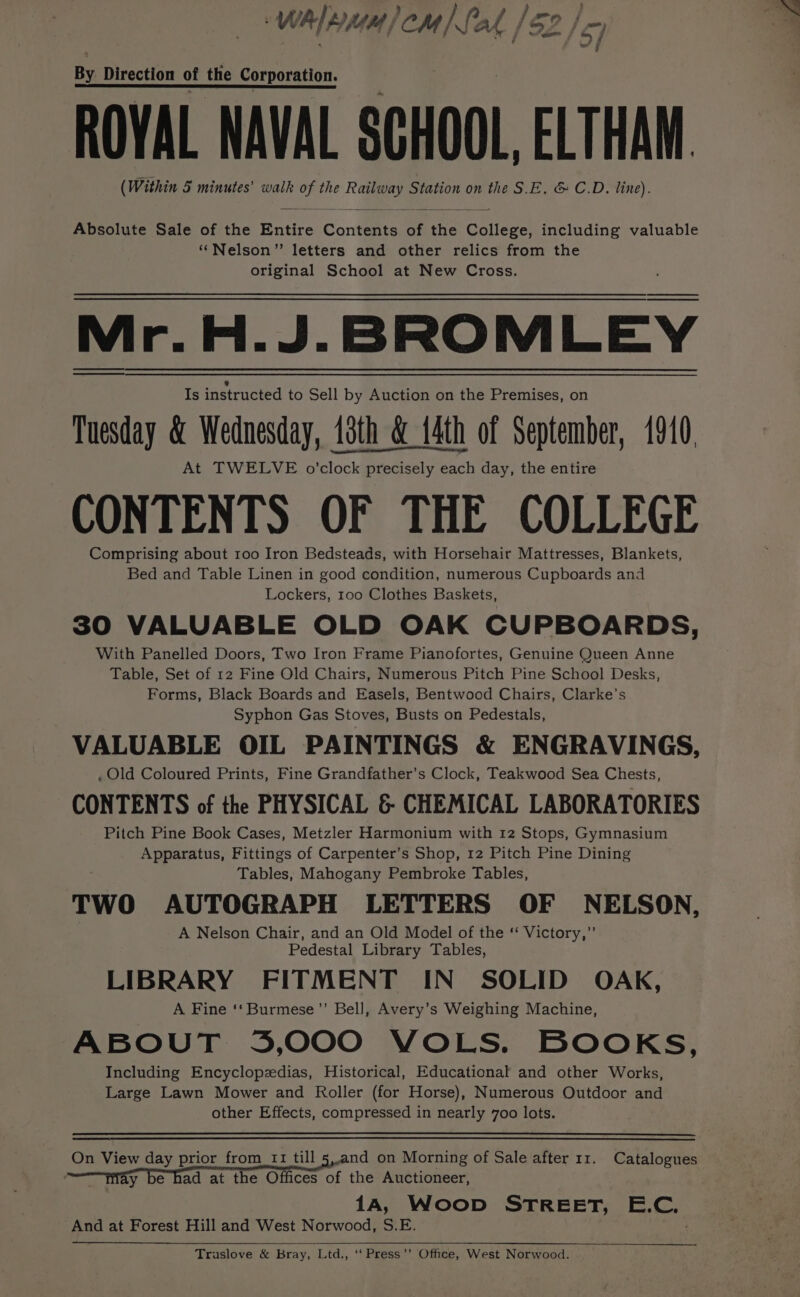 WA/HMM/CM/Sal/52/51
By Direction of the Corporation.
ROYAL NAVAL SCHOOL, ELTHAM.
(Within 5 minutes' walk of the Railway Station on the S.E. & C.D. line).
Absolute Sale of the Entire Contents of the College, including valuable
“Nelson” letters and other relics from the
original School at New Cross.
Mr. H. J. BROMLEY
Is instructed to Sell by Auction on the Premises, on
Tuesday & Wednesday, 13th & 14th of September, 1910,
At TWELVE o'clock precisely each day, the entire
CONTENTS OF THE COLLEGE
Comprising about 100 Iron Bedsteads, with Horsehair Mattresses, Blankets,
Bed and Table Linen in good condition, numerous Cupboards and
Lockers, 100 Clothes Baskets,
30 VALUABLE OLD OAK CUPBOARDS,
With Panelled Doors, Two Iron Frame Pianofortes, Genuine Queen Anne
Table, Set of 12 Fine Old Chairs, Numerous Pitch Pine School Desks,
Forms, Black Boards and Easels, Bentwood Chairs, Clarke's
Syphon Gas Stoves, Busts on Pedestals,
VALUABLE OIL PAINTINGS & ENGRAVINGS,
Old Coloured Prints, Fine Grandfather's Clock, Teakwood Sea Chests,
CONTENTS of the PHYSICAL & CHEMICAL LABORATORIES
Pitch Pine Book Cases, Metzler Harmonium with 12 Stops, Gymnasium
Apparatus, Fittings of Carpenter's Shop, 12 Pitch Pine Dining
Tables, Mahogany Pembroke Tables,
TWO AUTOGRAPH LETTERS OF NELSON,
A Nelson Chair, and an Old Model of the “Victory,”
Pedestal Library Tables,
LIBRARY FITMENT IN SOLID OAK,
A Fine “Burmese” Bell, Avery's Weighing Machine,
ABOUT 3,000 VOLS. BOOKS,
Including Encyclopædias, Historical, Educational and other Works,
Large Lawn Mower and Roller (for Horse), Numerous Outdoor and
other Effects, compressed in nearly 700 lots.
On View day prior from 11 till 5, and on Morning of Sale after 11. Catalogues
may be had at the Offices of the Auctioneer,
1A, WOOD STREET, E.C.
And at Forest Hill and West Norwood, S.E.
Truslove & Bray, Ltd., “Press” Office, West Norwood.